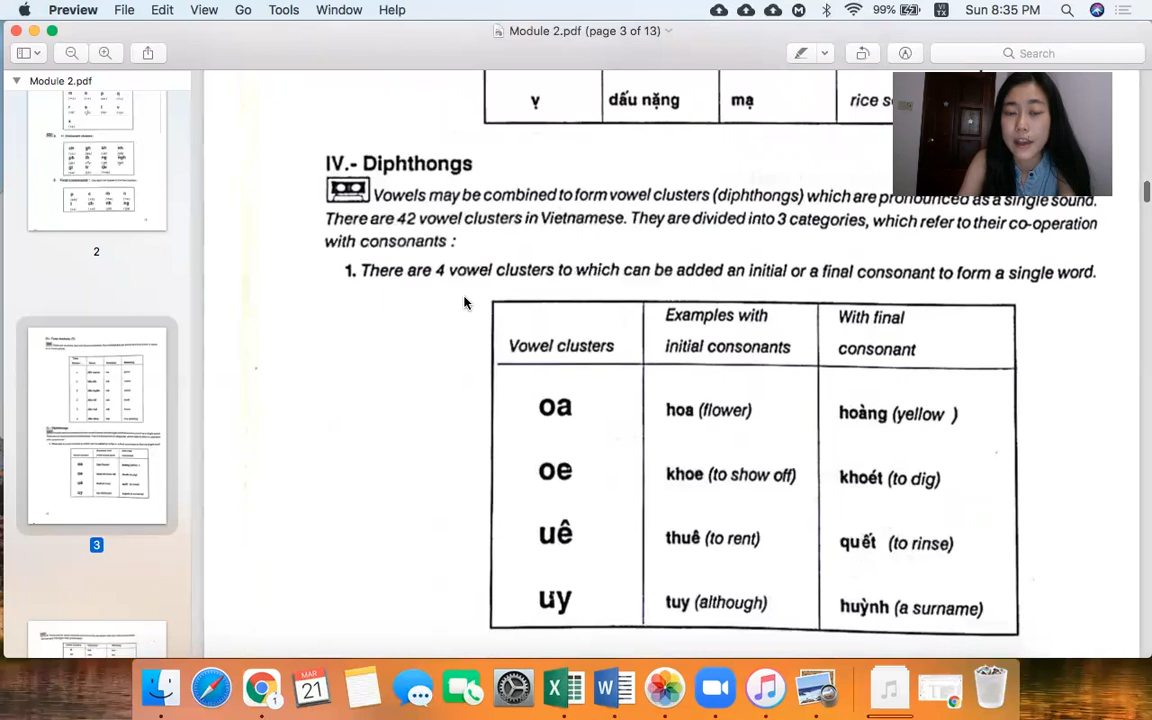 Preview File Edit View Go Tools Window Help 99% VI TX Sun 8:35 PM
Module 2.pdf (page 3 of 13)
Search
Module 2.pdf
2
3
ṿ dấu nặng mạ rice s
IV.- Diphthongs
Vowels may be combined to form vowel clusters (diphthongs) which are pronounced as a single sound.
There are 42 vowel clusters in Vietnamese. They are divided into 3 categories, which refer to their co-operation
with consonants :
1. There are 4 vowel clusters to which can be added an initial or a final consonant to form a single word.
Vowel clusters
Examples with
initial consonants
With final
consonant
oa hoa (flower) hoàng (yellow )
oe khoe (to show off) khoét (to dig)
uê thuê (to rent) quết (to rinse)
uy tuy (although) huỳnh (a surname)
MAR
21